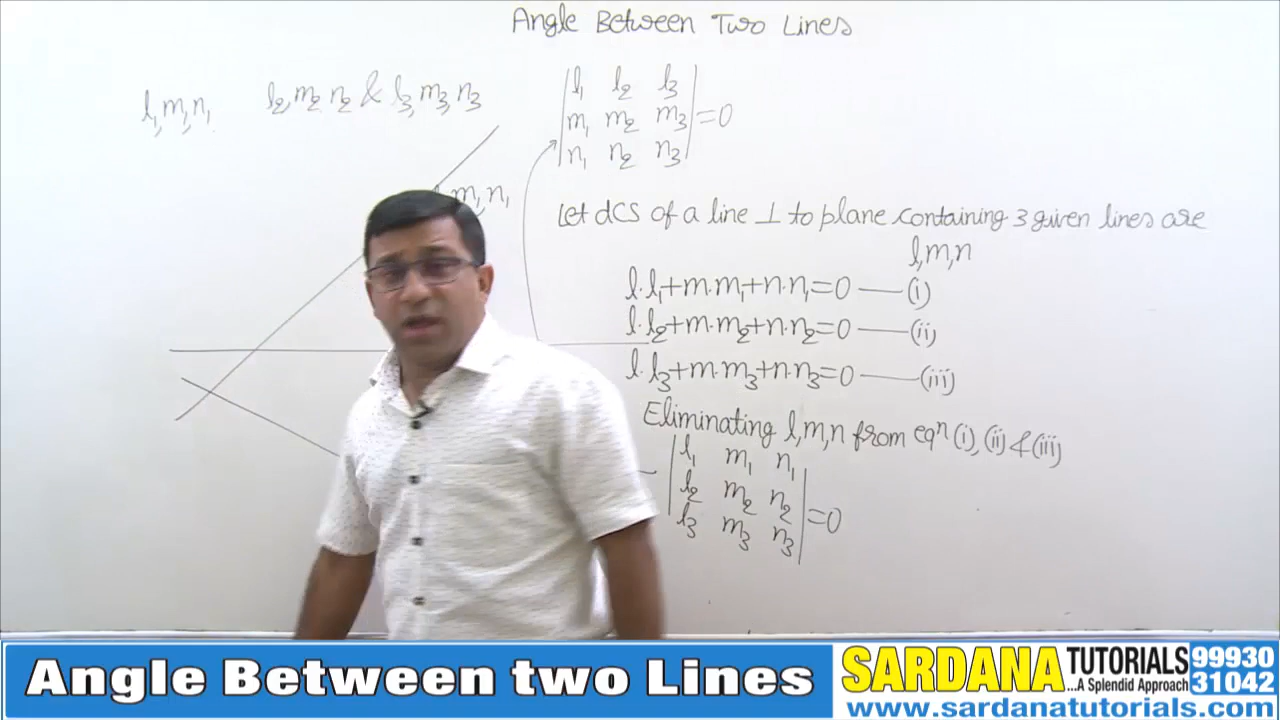 Angle Between Two Lines
l₁,m₁,n₁ l₂,m₂ n₂ & l₃,m₃ n₃
|l₁ l₂ l₃|
|m₁ m₂ m₃| =0
|n₁ n₂ n₃|
m₁,n₁
Let dCS of a line ⊥ to plane containing 3 given lines are
l,m,n
l·l₁+m·m₁+n·n₁=0 — (i)
l·l₂+m·m₂+n·n₂=0 — (ii)
l·l₃+m·m₃+n·n₃=0 — (iii)
Eliminating l,m,n from eqⁿ (i), (ii) & (iii)
|l₁ m₁ n₁|
|l₂ m₂ n₂| =0
|l₃ m₃ n₃|
Angle Between two Lines
SARDANA TUTORIALS 99930
...A Splendid Approach 31042
www.sardanatutorials.com